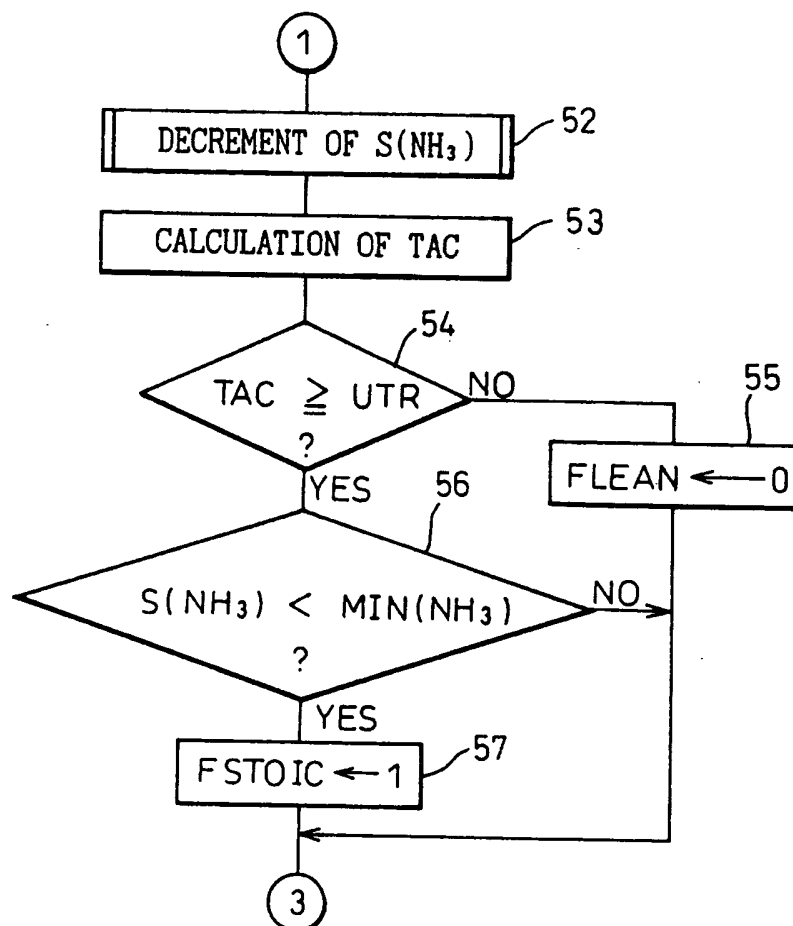 1
DECREMENT OF S(NH₃)
52
CALCULATION OF TAC
53
54
TAC ≧ UTR
?
NO
YES
55
FLEAN ← 0
56
S(NH₃) < MIN(NH₃)
?
NO
YES
57
FSTOIC ← 1
3